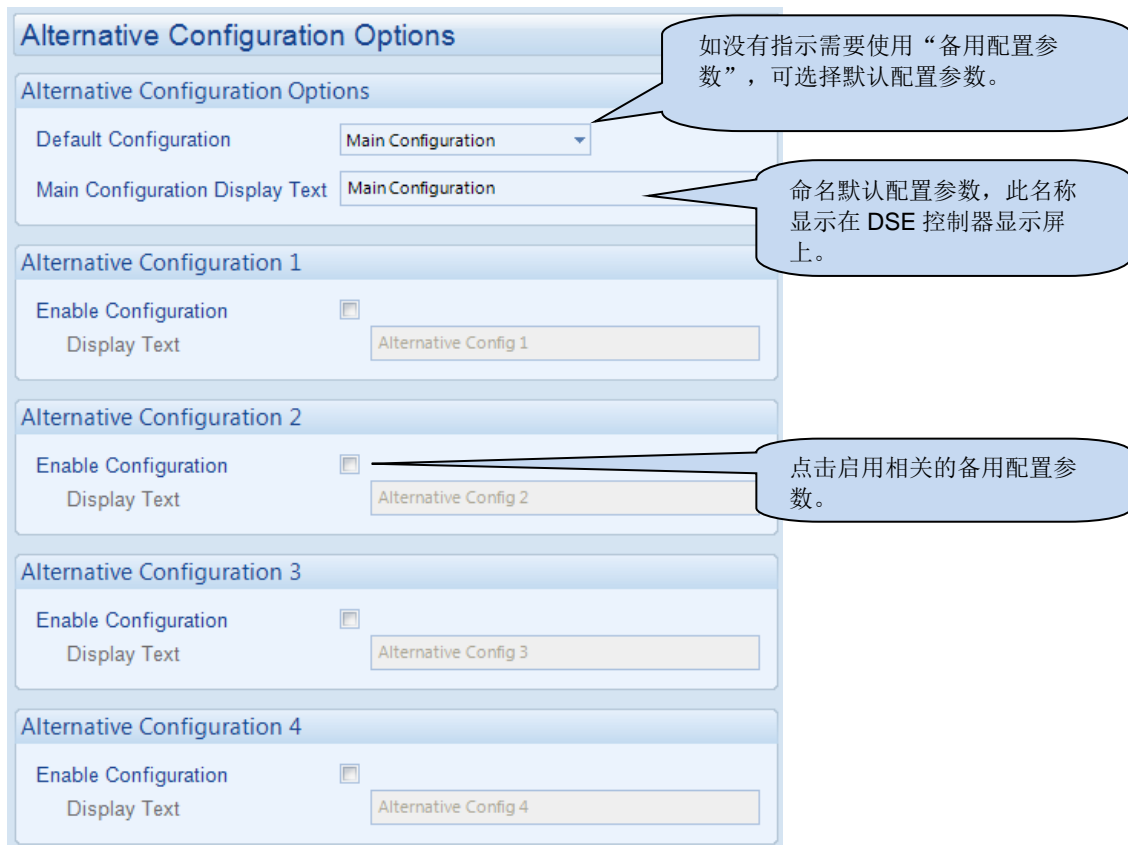 Alternative Configuration Options
如没有指示需要使用“备用配置参
数”，可选择默认配置参数。
Alternative Configuration Options
Default Configuration
Main Configuration
Main Configuration Display Text
Main Configuration
命名默认配置参数，此名称
显示在 DSE 控制器显示屏
上。
Alternative Configuration 1
Enable Configuration
Display Text
Alternative Config 1
Alternative Configuration 2
Enable Configuration
点击启用相关的备用配置参
数。
Display Text
Alternative Config 2
Alternative Configuration 3
Enable Configuration
Display Text
Alternative Config 3
Alternative Configuration 4
Enable Configuration
Display Text
Alternative Config 4